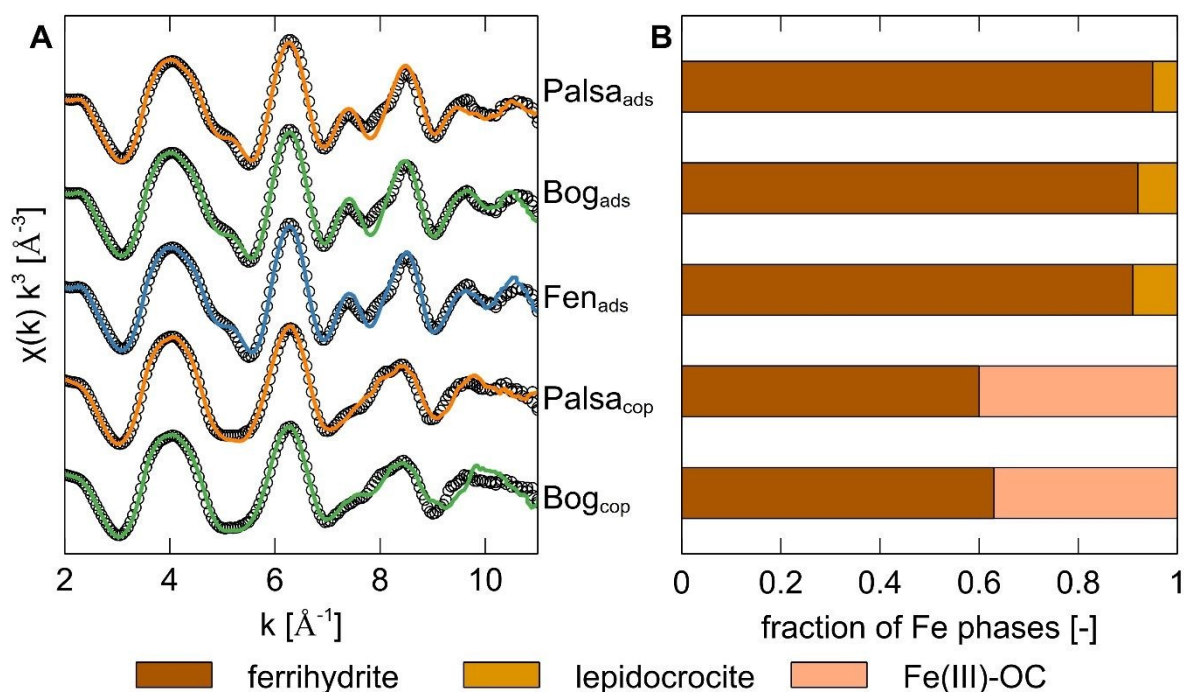 A
B
Palsa_ads
Bog_ads
Fen_ads
Palsa_cop
Bog_cop
χ(k) k³ [Å⁻³]
2 4 6 8 10
0 0.2 0.4 0.6 0.8 1
k [Å⁻¹]
fraction of Fe phases [-]
ferrihydrite lepidocrocite Fe(III)-OC